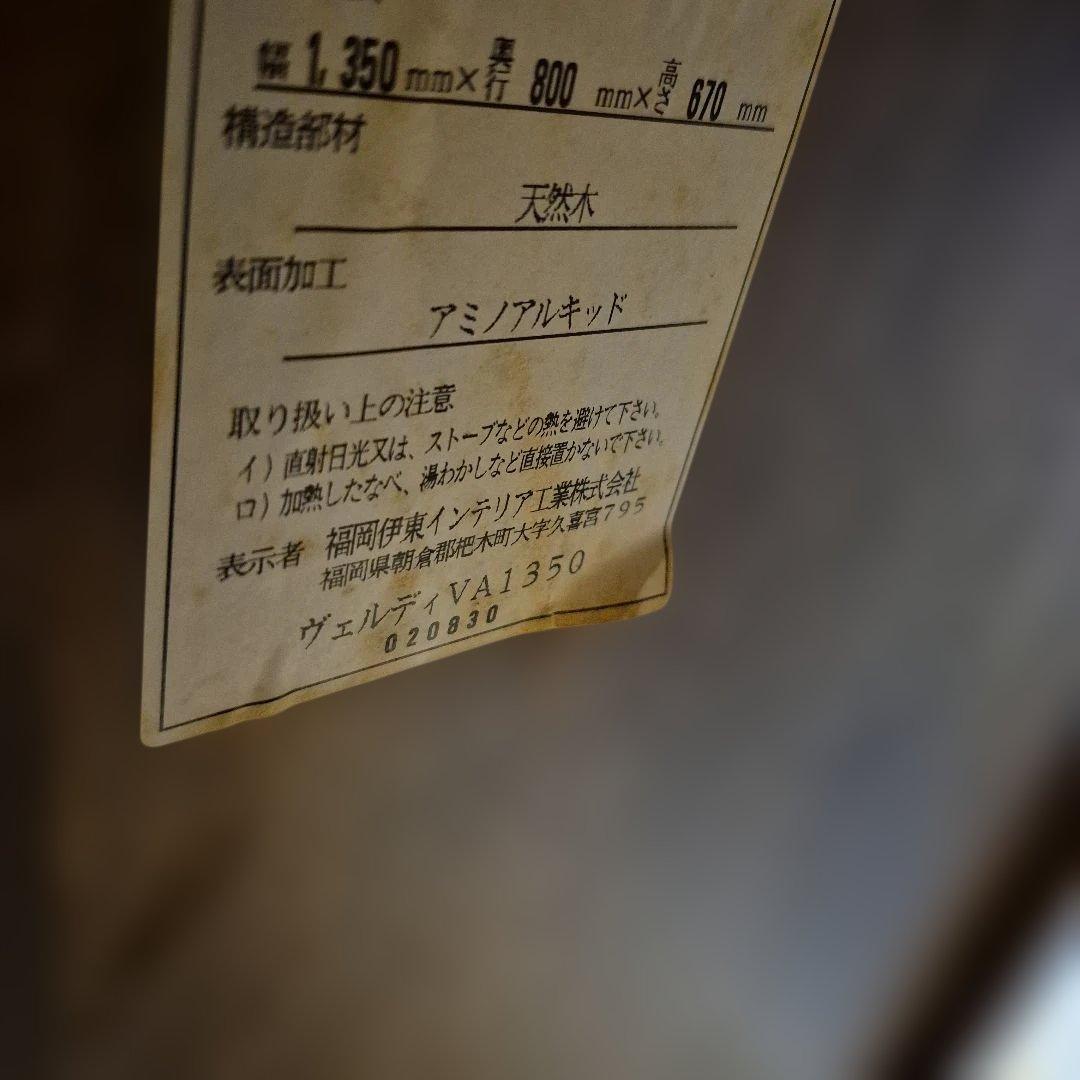 幅 1,350 mm×奥行 800 mm×高さ 670 mm
構造部材
天然木
表面加工
アミノアルキッド
取り扱い上の注意
イ）直射日光又は、ストーブなどの熱を避けて下さい。
ロ）加熱したなべ、湯わかしなど直接置かないで下さい。
表示者 福岡伊東インテリア工業株式会社
福岡県朝倉郡杷木町大字久喜宮795
ヴェルディVA1350
020830